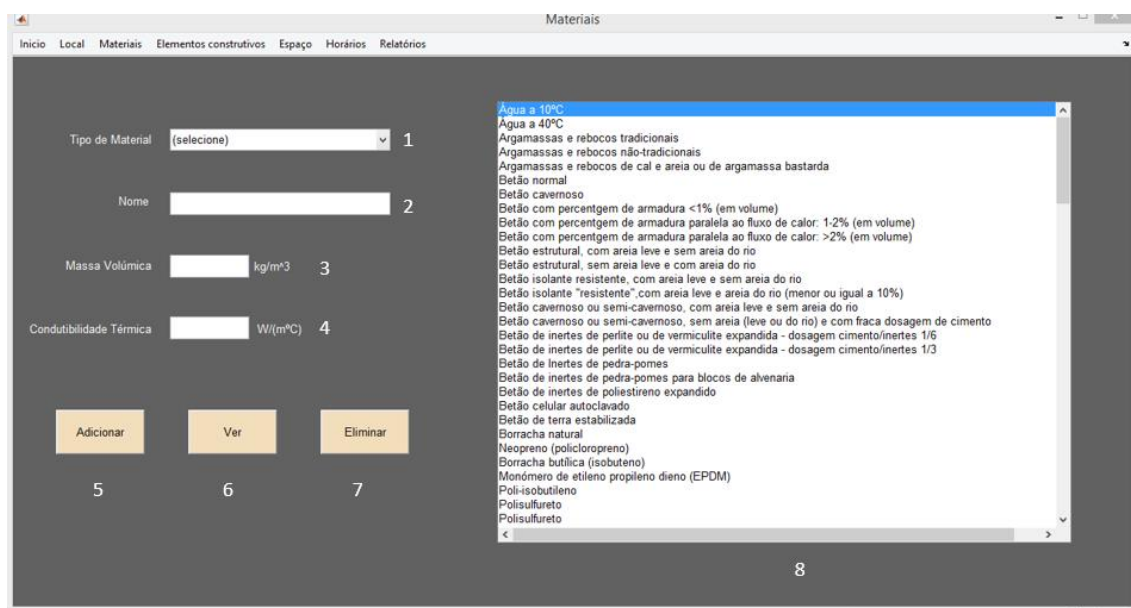 Materiais
Inicio Local Materiais Elementos construtivos Espaço Horários Relatórios
Tipo de Material (selecione) 1
Nome 2
Massa Volúmica kg/m^3 3
Condutibilidade Térmica W/(mºC) 4
Adicionar Ver Eliminar
5 6 7
Água a 10ºC
Água a 40ºC
Argamassas e rebocos tradicionais
Argamassas e rebocos não-tradicionais
Argamassas e rebocos de cal e areia ou de argamassa bastarda
Betão normal
Betão cavernoso
Betão com percentgem de armadura <1% (em volume)
Betão com percentgem de armadura paralela ao fluxo de calor: 1-2% (em volume)
Betão com percentgem de armadura paralela ao fluxo de calor: >2% (em volume)
Betão estrutural, com areia leve e sem areia do rio
Betão estrutural, sem areia leve e com areia do rio
Betão isolante resistente, com areia leve e sem areia do rio
Betão isolante "resistente",com areia leve e areia do rio (menor ou igual a 10%)
Betão cavernoso ou semi-cavernoso, com areia leve e sem areia do rio
Betão cavernoso ou semi-cavernoso, sem areia (leve ou do rio) e com fraca dosagem de cimento
Betão de inertes de perlite ou de vermiculite expandida - dosagem cimento/inertes 1/6
Betão de inertes de perlite ou de vermiculite expandida - dosagem cimento/inertes 1/3
Betão de Inertes de pedra-pomes
Betão de inertes de pedra-pomes para blocos de alvenaria
Betão de inertes de poliestireno expandido
Betão celular autoclavado
Betão de terra estabilizada
Borracha natural
Neopreno (policloropreno)
Borracha butílica (isobuteno)
Monómero de etileno propileno dieno (EPDM)
Poli-isobutileno
Polisulfureto
Polisulfureto
8